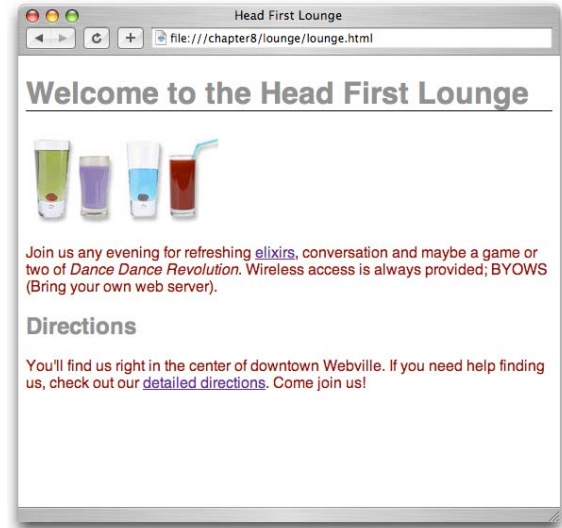 Head First Lounge
file:///chapter8/lounge/lounge.html
Welcome to the Head First Lounge
Join us any evening for refreshing elixirs, conversation and maybe a game or
two of Dance Dance Revolution. Wireless access is always provided; BYOWS
(Bring your own web server).
Directions
You'll find us right in the center of downtown Webville. If you need help finding
us, check out our detailed directions. Come join us!